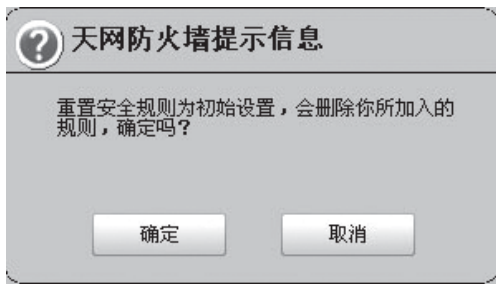 天网防火墙提示信息
重置安全规则为初始设置，会删除你所加入的
规则，确定吗？
确定
取消